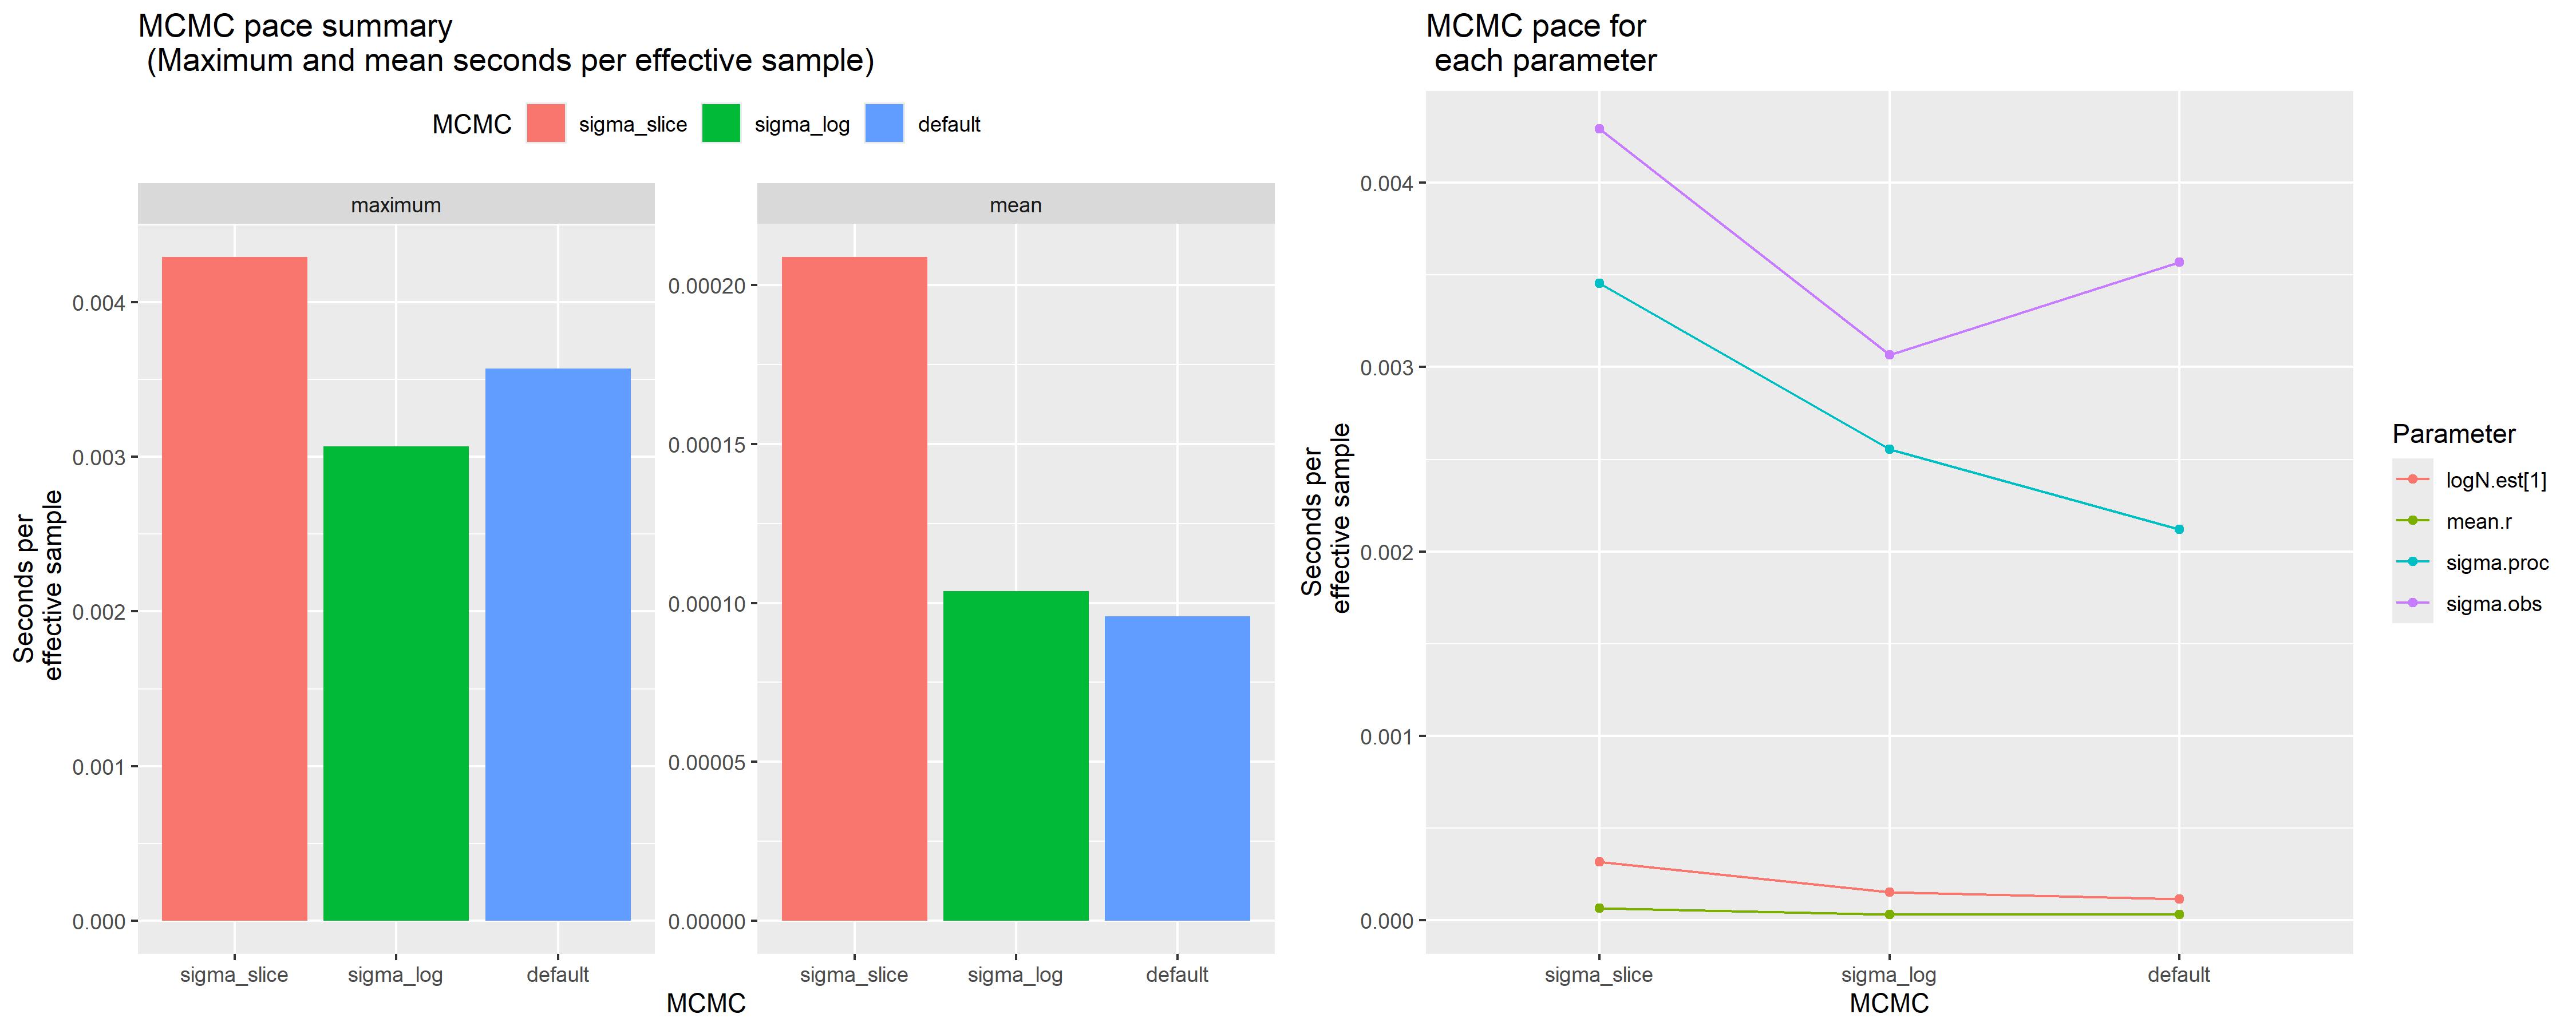 MCMC pace summary
(Maximum and mean seconds per effective sample)
MCMC sigma_slice sigma_log default
maximum
mean
Seconds per
effective sample
0.004
0.003
0.002
0.001
0.000
0.00020
0.00015
0.00010
0.00005
0.00000
sigma_slice sigma_log default
sigma_slice sigma_log default
MCMC
MCMC pace for
each parameter
Seconds per
effective sample
0.004
0.003
0.002
0.001
0.000
sigma_slice sigma_log default
MCMC
Parameter
logN.est[1]
mean.r
sigma.proc
sigma.obs